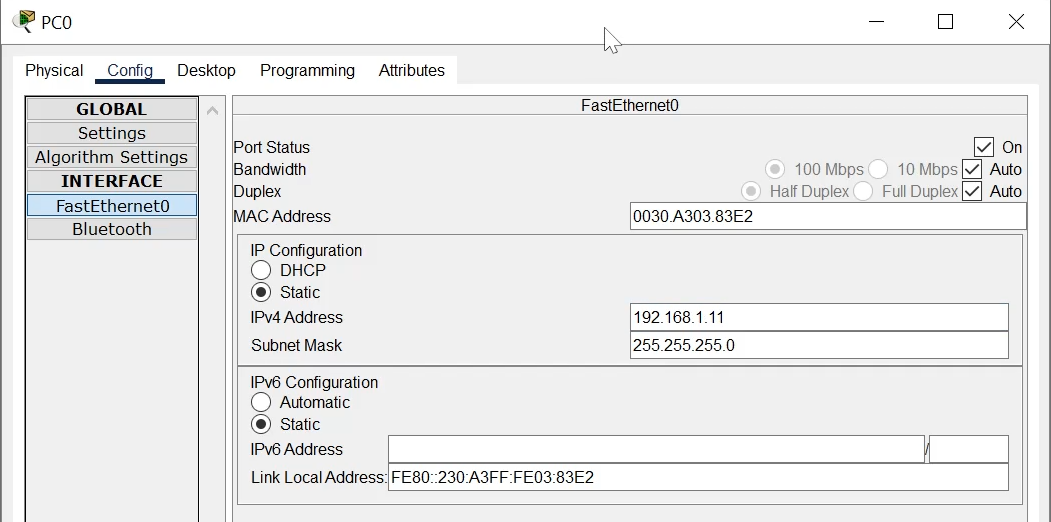 PC0
Physical Config Desktop Programming Attributes
GLOBAL
Settings
Algorithm Settings
INTERFACE
FastEthernet0
Bluetooth
FastEthernet0
Port Status On
Bandwidth 100 Mbps 10 Mbps Auto
Duplex Half Duplex Full Duplex Auto
MAC Address 0030.A303.83E2
IP Configuration
DHCP
Static
IPv4 Address 192.168.1.11
Subnet Mask 255.255.255.0
IPv6 Configuration
Automatic
Static
IPv6 Address /
Link Local Address: FE80::230:A3FF:FE03:83E2